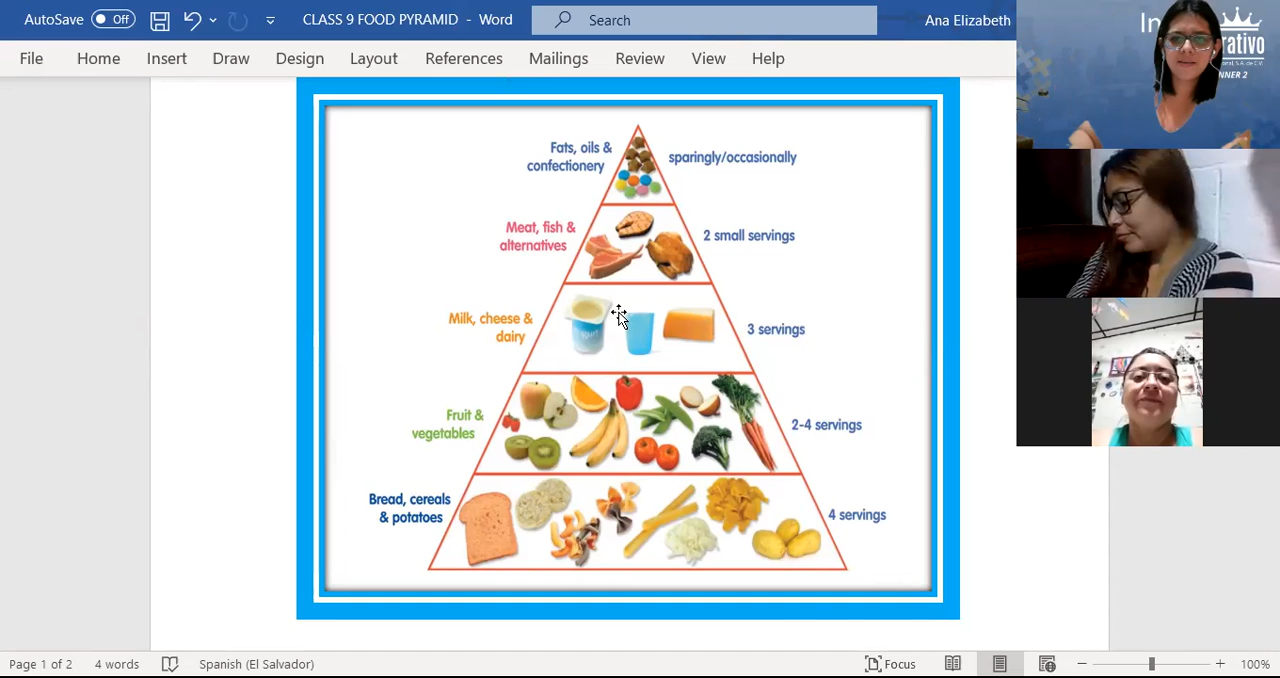 AutoSave Off CLASS 9 FOOD PYRAMID - Word Search Ana Elizabeth
File Home Insert Draw Design Layout References Mailings Review View Help
Fats, oils &
confectionery
sparingly/occasionally
Meat, fish &
alternatives
2 small servings
Milk, cheese &
dairy
3 servings
Fruit &
vegetables
2-4 servings
Bread, cereals
& potatoes
4 servings
Page 1 of 2 4 words Spanish (El Salvador) Focus 100%